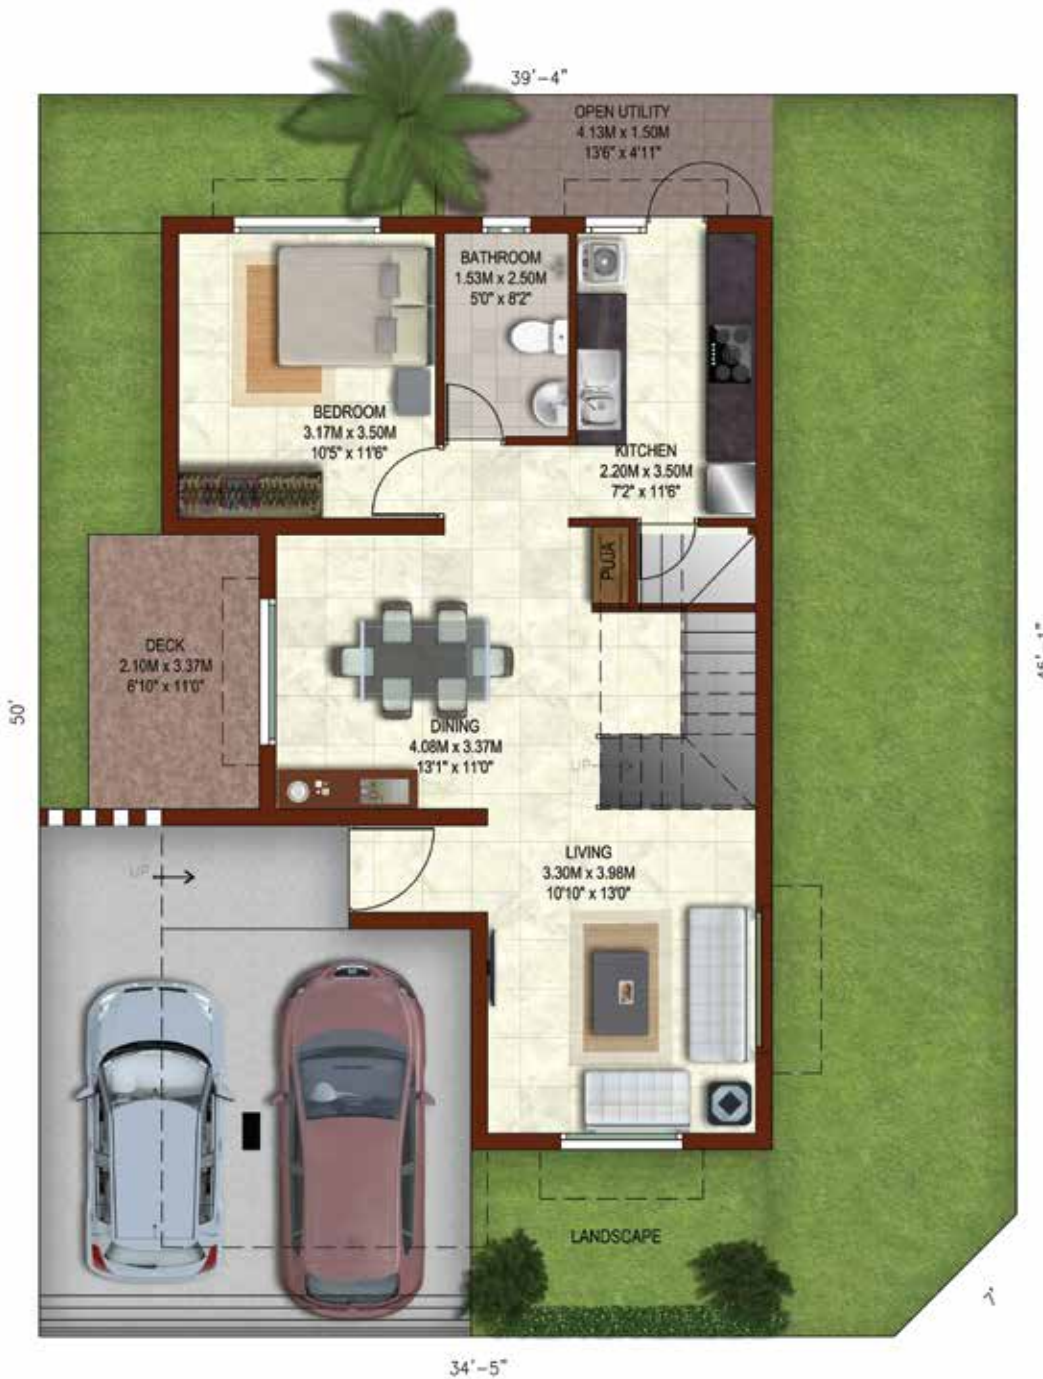 39'-4"
OPEN UTILITY
4.13M x 1.50M
13'6" x 4'11"
BATHROOM
1.53M x 2.50M
5'0" x 8'2"
BEDROOM
3.17M x 3.50M
10'5" x 11'6"
KITCHEN
2.20M x 3.50M
7'2" x 11'6"
PUJA
DECK
2.10M x 3.37M
6'10" x 11'0"
50'
DINING
4.08M x 3.37M
13'1" x 11'0"
UP
LIVING
3.30M x 3.98M
10'10" x 13'0"
UP
LANDSCAPE
7'
34'-5"